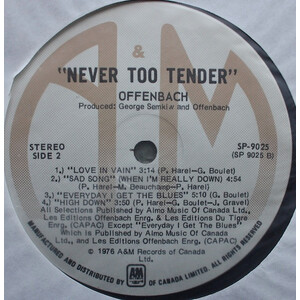 &
"NEVER TOO TENDER"
OFFENBACH
Produced: George Semkiw and Offenbach
STEREO
SIDE 2
SP-9025
(SP 9025 B)
1.) "LOVE IN VAIN" 3:14 (P. Harel-G. Boulet)
2.) "SAD SONG" (WHEN I'M REALLY DOWN) 4:54
(P. Harel-M. Beauchamp-P. Harel)
3.) "EVERYDAY I GET THE BLUES" 5:10 (G. Boulet)
4.) "HIGH DOWN" 3:50 (P. Harel-J. Gravel)
All Selections Published by Almo Music Of Canada
Ltd./Les Editions Offenbach Enrg. & Les Editions Du Tigre
Enrg. (CAPAC) Except "Everyday I Get The Blues"
Which is Published by Almo Music Of Canada
Ltd., and Les Editions Offenbach Enrg. (CAPAC)
© 1976 A&M Records of Canada
Ltd.
A&M
MANUFACTURED AND DISTRIBUTED BY A&M RECORDS OF CANADA LIMITED. ALL RIGHTS RESERVED